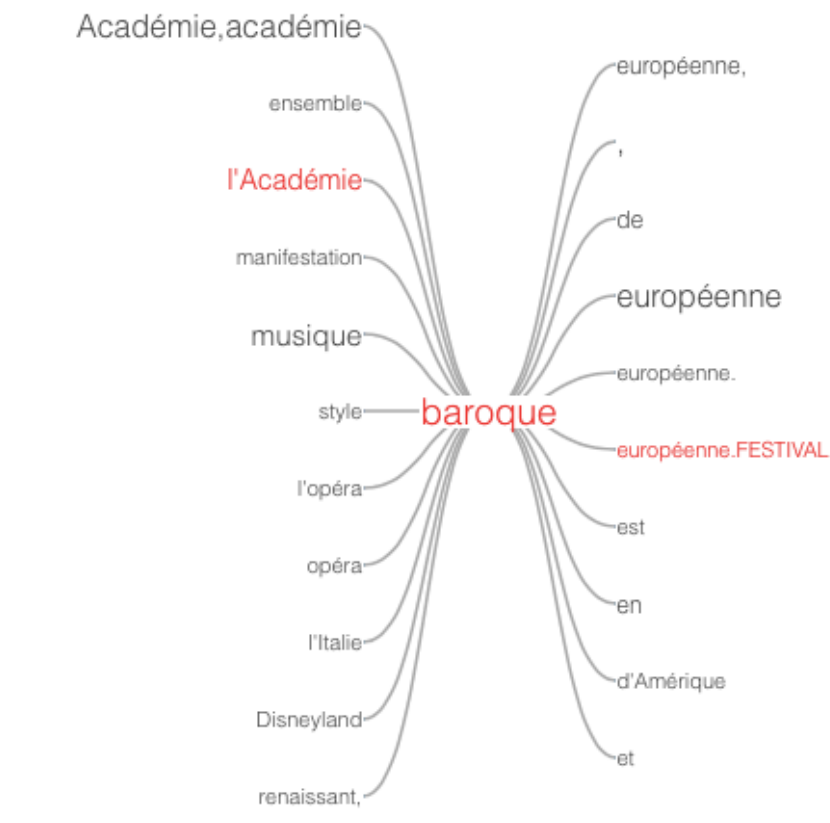 Académie,académie
ensemble
l'Académie
manifestation
musique
style
l'opéra
opéra
l'Italie
Disneyland
renaissant,
baroque
européenne,
,
de
européenne
européenne.
européenne.FESTIVAL
est
en
d'Amérique
et